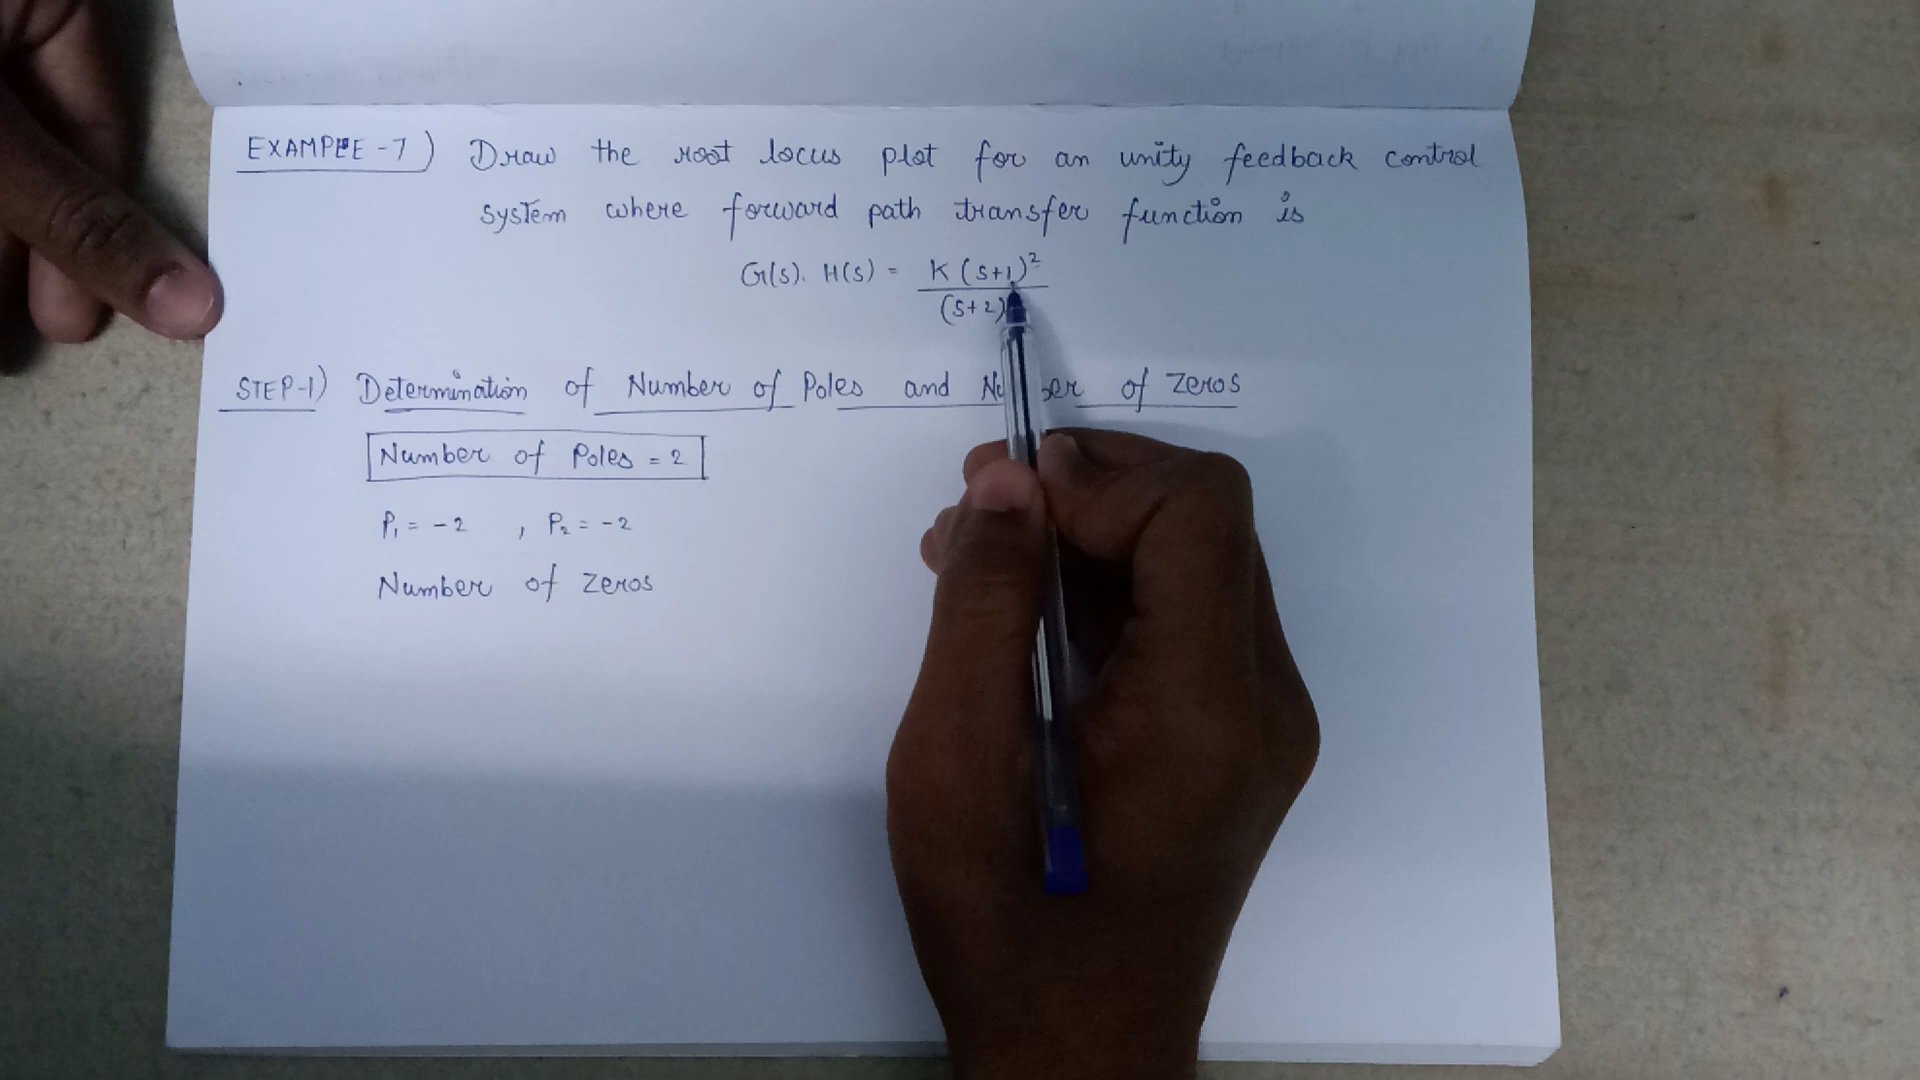 EXAMPLE-7) Draw the root locus plot for an unity feedback control
system where forward path transfer function is
G(s). H(s) = K(s+1)²
(s+2)
STEP-1) Determination of Number of Poles and of Zeros
Number of Poles = 2
P₁ = -2 , P₂ = -2
Number of Zeros